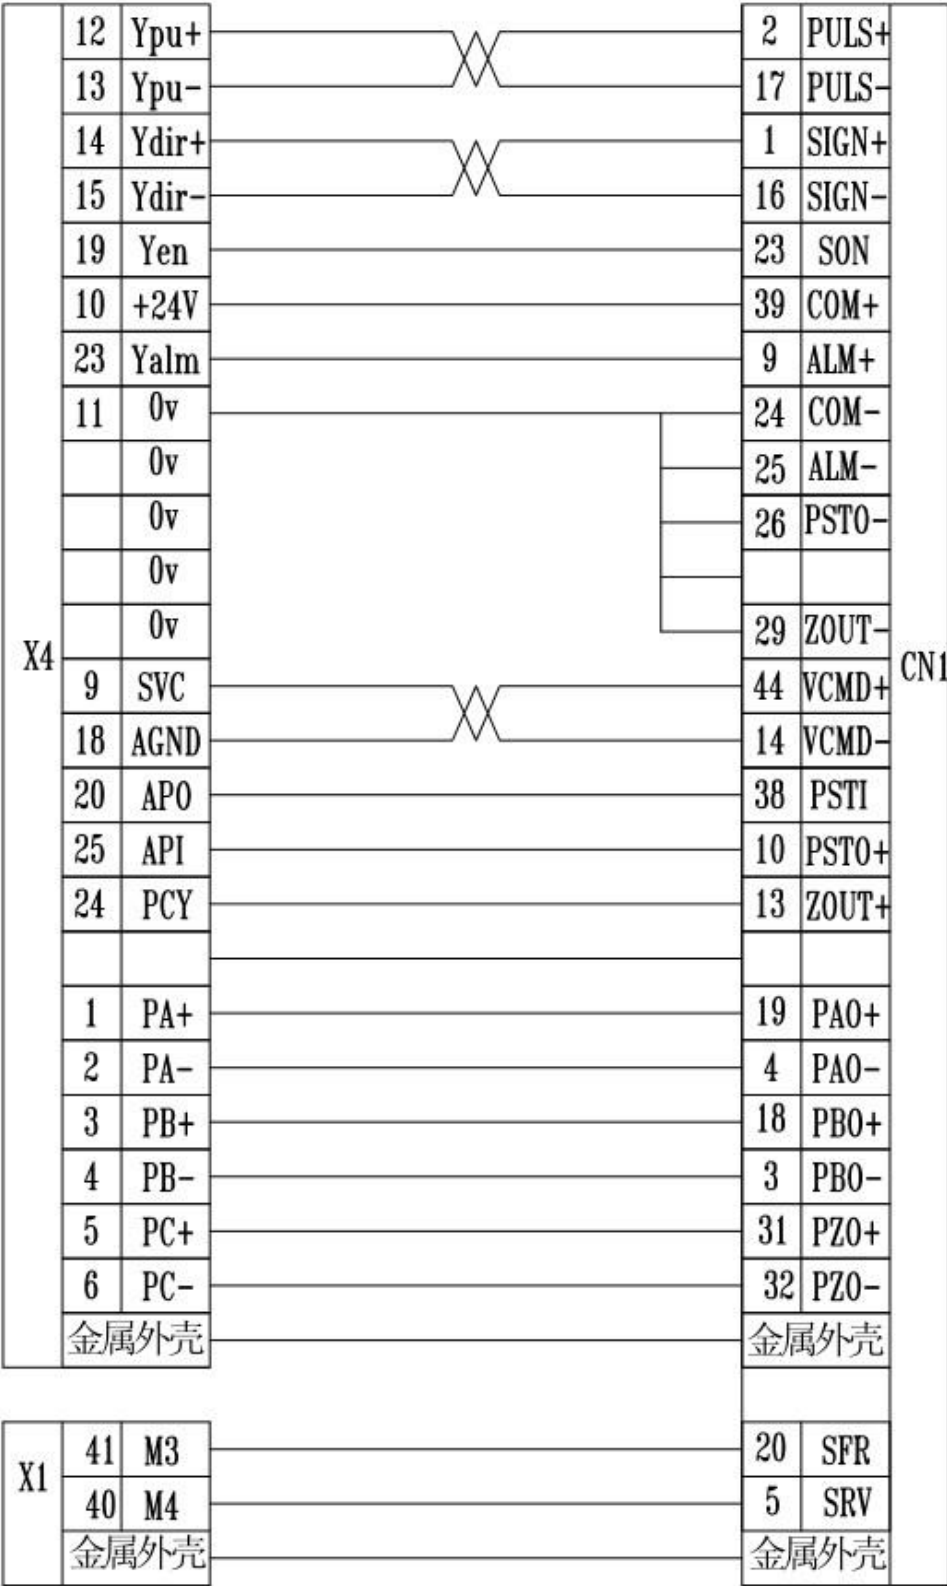 12 Ypu+ 2 PULS+
13 Ypu- 17 PULS-
14 Ydir+ 1 SIGN+
15 Ydir- 16 SIGN-
19 Yen 23 SON
10 +24V 39 COM+
23 Yalm 9 ALM+
11 0v 24 COM-
0v 25 ALM-
0v 26 PSTO-
0v
0v 29 ZOUT-
X4 CN1
9 SVC 44 VCMD+
18 AGND 14 VCMD-
20 APO 38 PSTI
25 API 10 PSTO+
24 PCY 13 ZOUT+
1 PA+ 19 PAO+
2 PA- 4 PAO-
3 PB+ 18 PBO+
4 PB- 3 PBO-
5 PC+ 31 PZO+
6 PC- 32 PZO-
金属外壳 金属外壳
41 M3 20 SFR
X1
40 M4 5 SRV
金属外壳 金属外壳